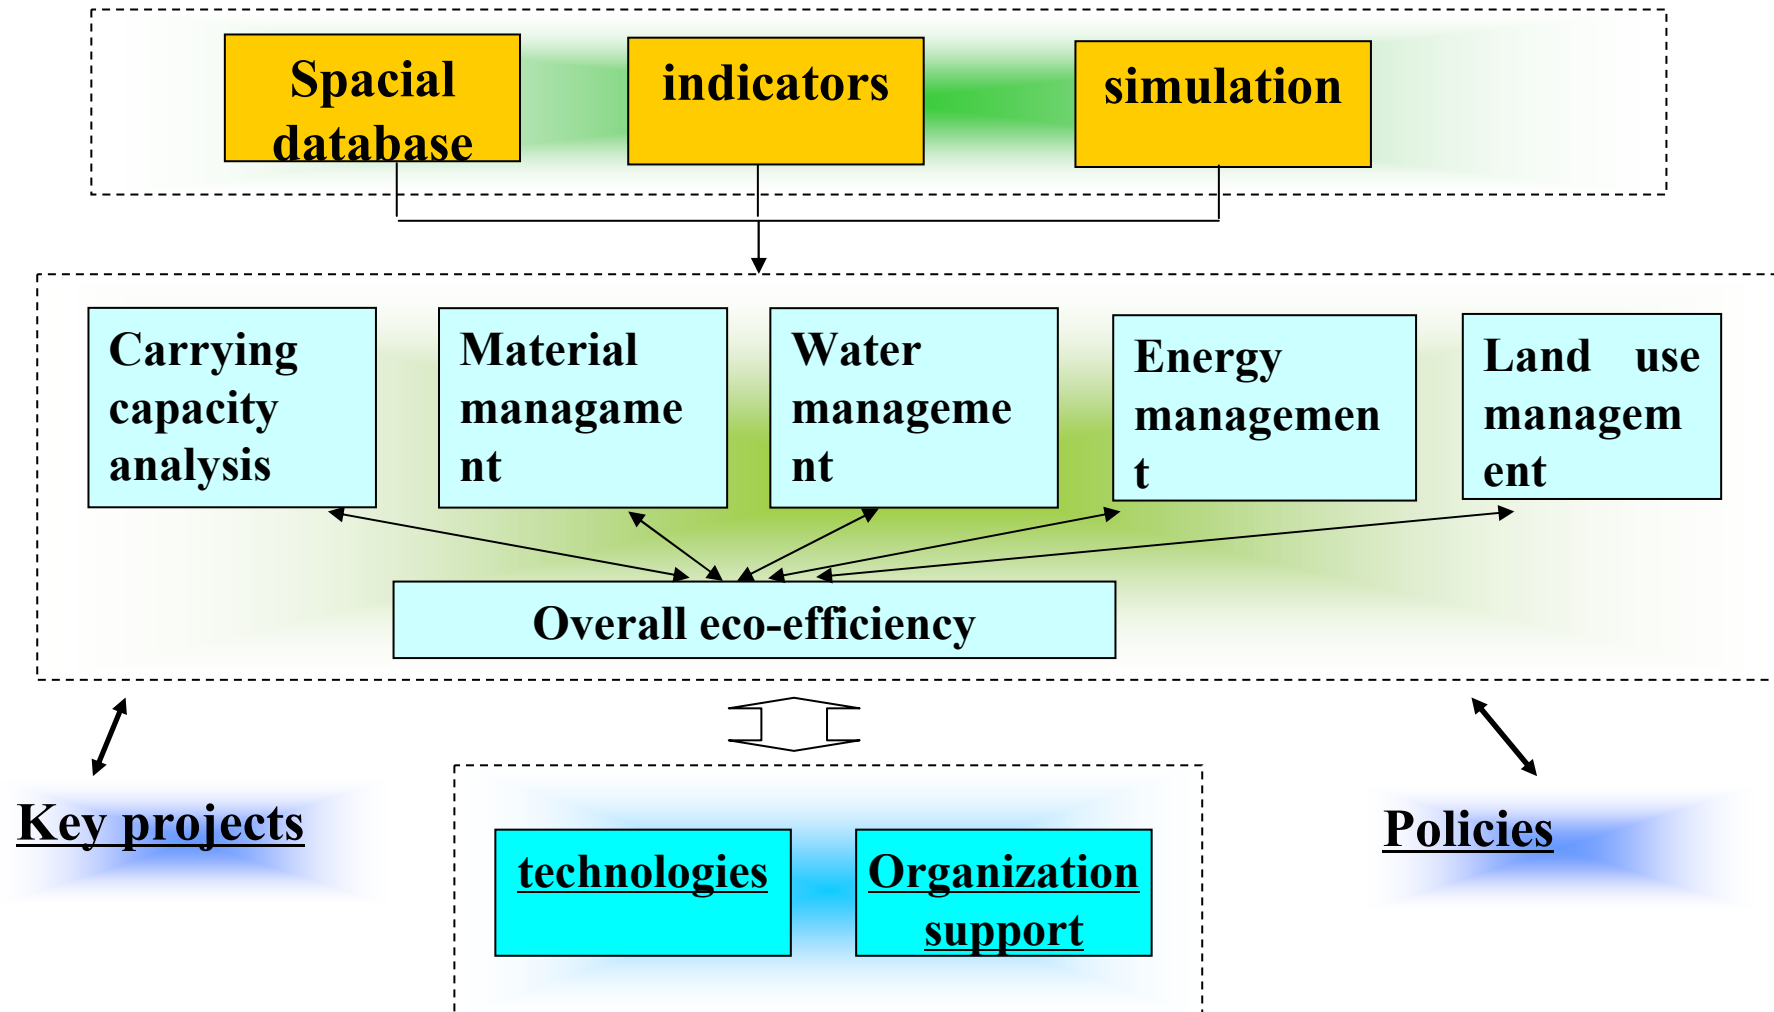 Spacial
database
indicators
simulation
Carrying
capacity
analysis
Material
managame
nt
Water
manageme
nt
Energy
managemen
t
Land use
managem
ent
Overall eco-efficiency
Key projects
technologies
Organization
support
Policies